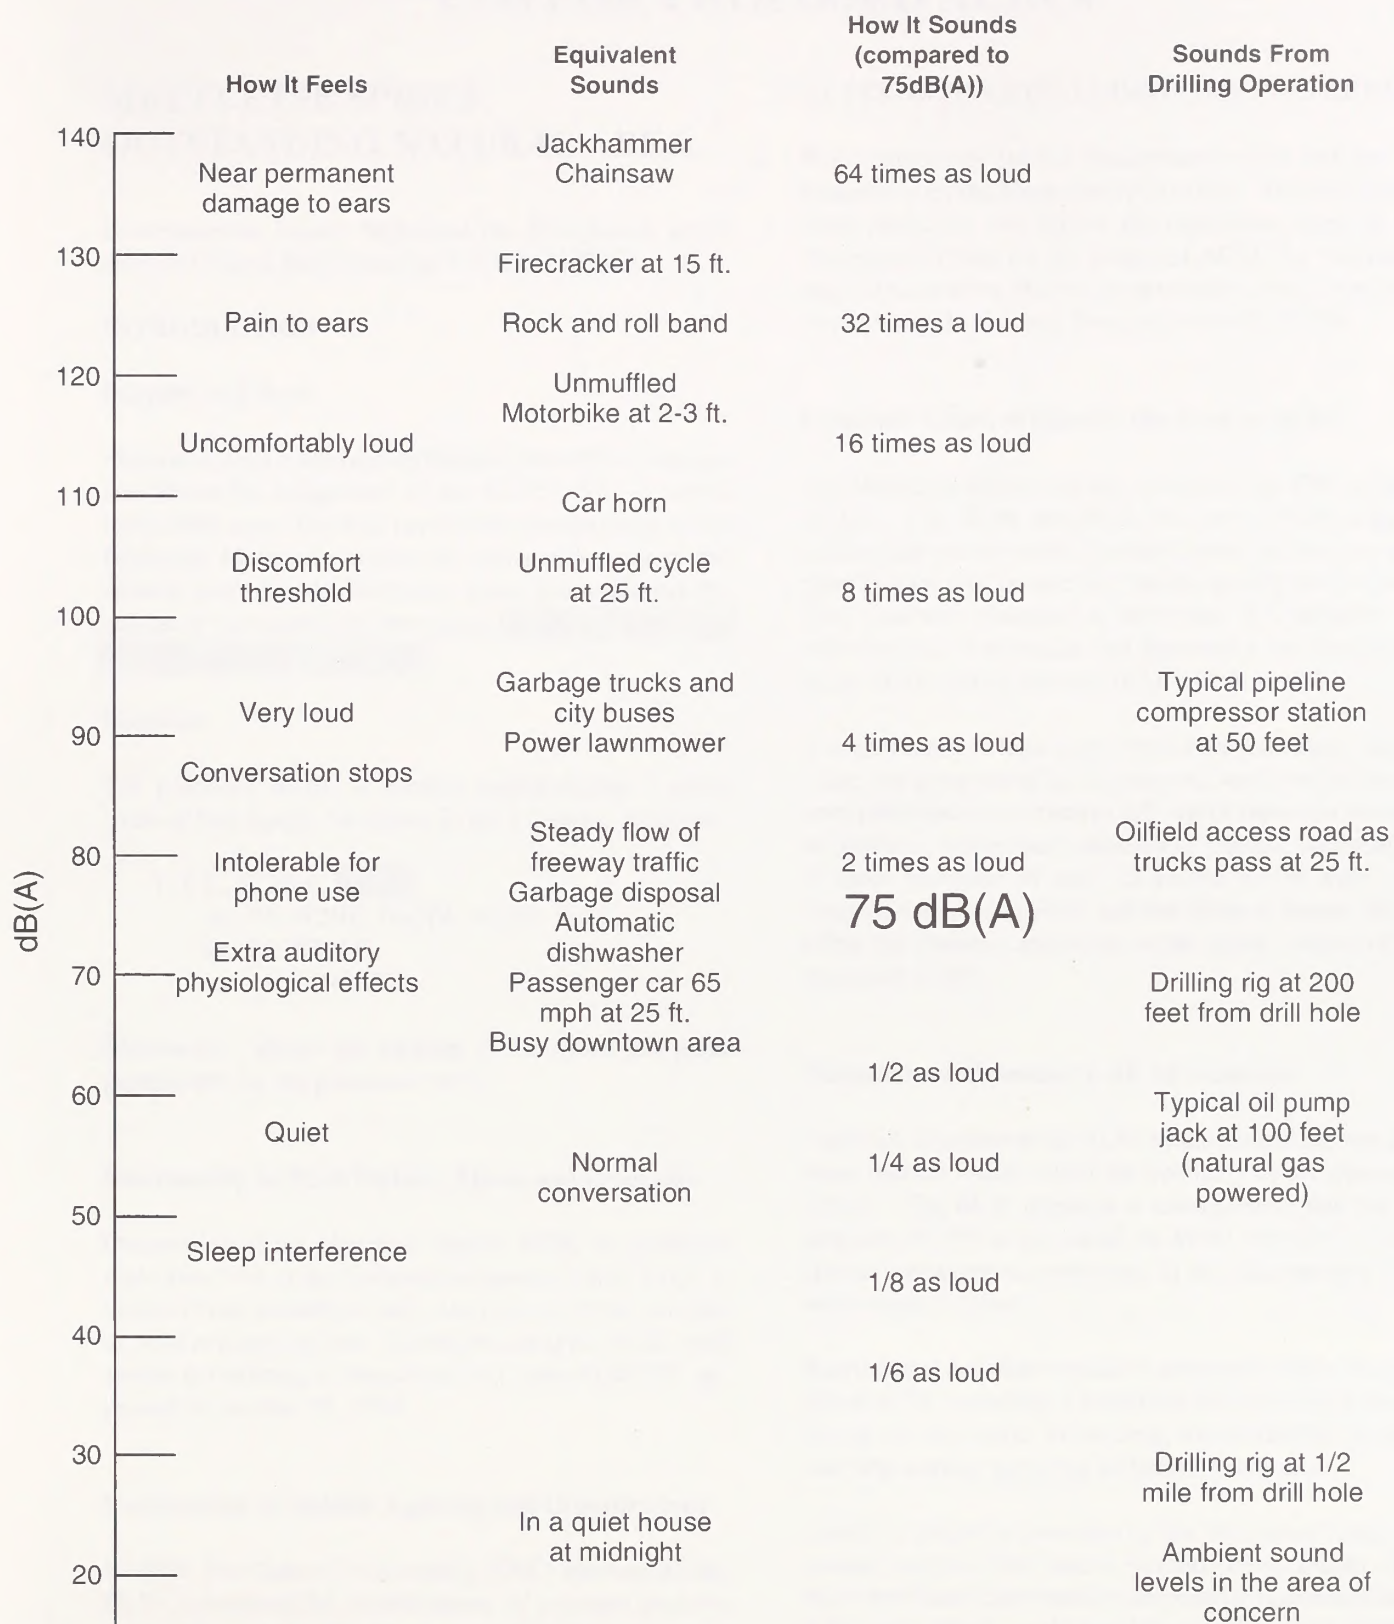 How It Feels
Equivalent
Sounds
How It Sounds
(compared to
75dB(A))
Sounds From
Drilling Operation
dB(A)
140
Near permanent
damage to ears
Jackhammer
Chainsaw
64 times as loud
130
Firecracker at 15 ft.
Pain to ears
Rock and roll band
32 times a loud
120
Unmuffled
Motorbike at 2-3 ft.
Uncomfortably loud
16 times as loud
110
Car horn
Discomfort
threshold
Unmuffled cycle
at 25 ft.
8 times as loud
100
Very loud
Garbage trucks and
city buses
Power lawnmower
4 times as loud
Typical pipeline
compressor station
at 50 feet
90
Conversation stops
80
Intolerable for
phone use
Steady flow of
freeway traffic
Garbage disposal
Automatic
dishwasher
Passenger car 65
mph at 25 ft.
Busy downtown area
2 times as loud
75 dB(A)
Oilfield access road as
trucks pass at 25 ft.
Extra auditory
physiological effects
70
Drilling rig at 200
feet from drill hole
1/2 as loud
60
Quiet
Normal
conversation
1/4 as loud
Typical oil pump
jack at 100 feet
(natural gas
powered)
50
Sleep interference
1/8 as loud
40
1/6 as loud
30
Drilling rig at 1/2
mile from drill hole
In a quiet house
at midnight
20
Ambient sound
levels in the area of
concern